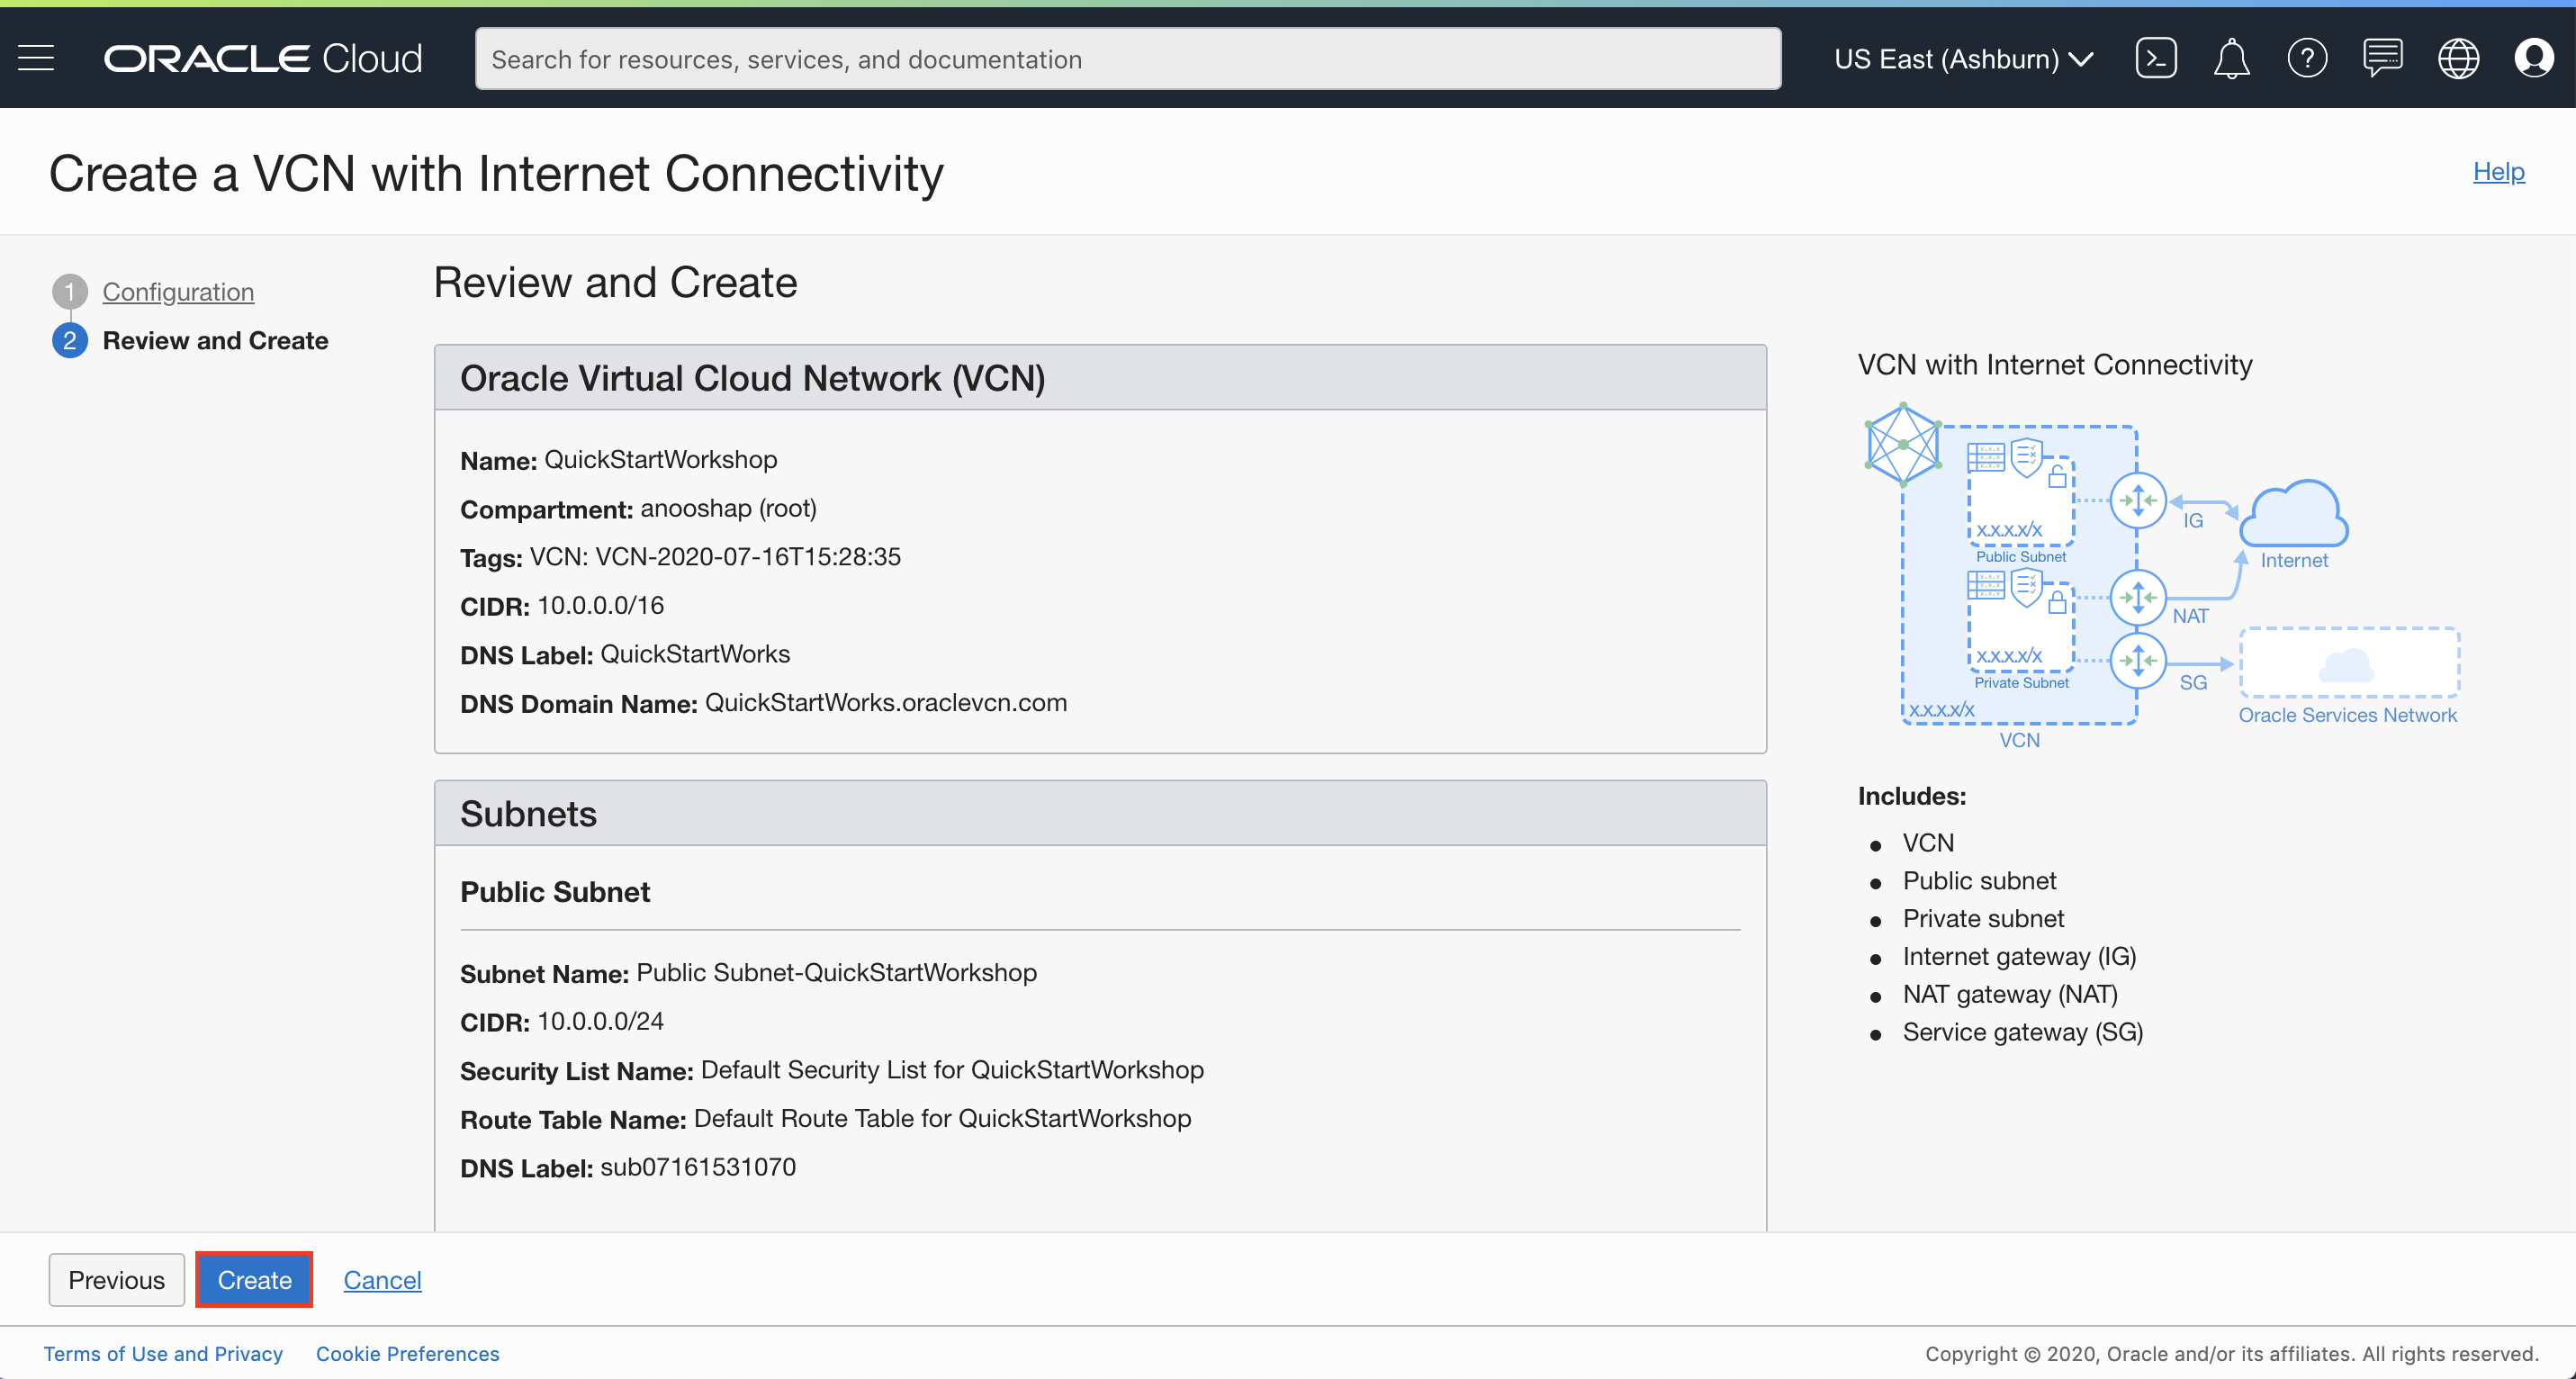 ORACLE Cloud
Search for resources, services, and documentation
US East (Ashburn)
Create a VCN with Internet Connectivity
Help
1 Configuration
2 Review and Create
Review and Create
Oracle Virtual Cloud Network (VCN)
Name: QuickStartWorkshop
Compartment: anooshap (root)
Tags: VCN: VCN-2020-07-16T15:28:35
CIDR: 10.0.0.0/16
DNS Label: QuickStartWorks
DNS Domain Name: QuickStartWorks.oraclevcn.com
Subnets
Public Subnet
Subnet Name: Public Subnet-QuickStartWorkshop
CIDR: 10.0.0.0/24
Security List Name: Default Security List for QuickStartWorkshop
Route Table Name: Default Route Table for QuickStartWorkshop
DNS Label: sub07161531070
VCN with Internet Connectivity
x.x.x.x/x
Public Subnet
IG
Internet
x.x.x.x/x
Private Subnet
NAT
SG
Oracle Services Network
x.x.x.x/x
VCN
Includes:
VCN
Public subnet
Private subnet
Internet gateway (IG)
NAT gateway (NAT)
Service gateway (SG)
Previous
Create
Cancel
Terms of Use and Privacy
Cookie Preferences
Copyright © 2020, Oracle and/or its affiliates. All rights reserved.